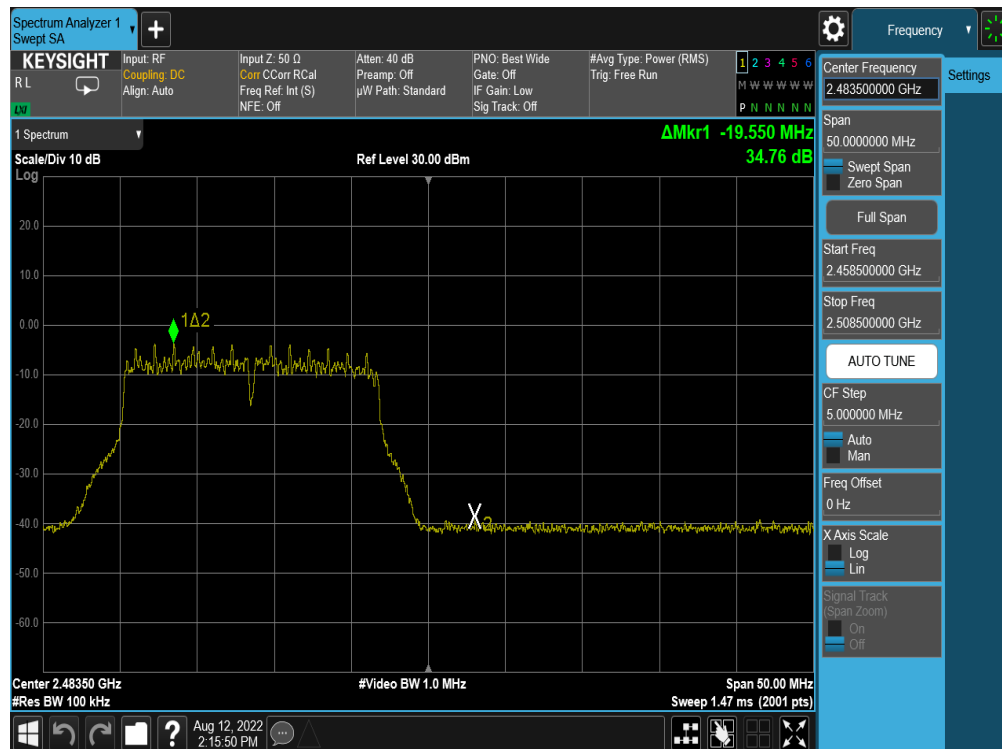 Spectrum Analyzer 1
Swept SA
Frequency
KEYSIGHT
R L
LXI
Input: RF
Coupling: DC
Align: Auto
Input Z: 50 Ω
Corr CCorr RCal
Freq Ref: Int (S)
NFE: Off
Atten: 40 dB
Preamp: Off
µW Path: Standard
PNO: Best Wide
Gate: Off
IF Gain: Low
Sig Track: Off
#Avg Type: Power (RMS)
Trig: Free Run
1 2 3 4 5 6
M W W W W W
P N N N N N
1 Spectrum
Scale/Div 10 dB
Log
Ref Level 30.00 dBm
ΔMkr1 -19.550 MHz
34.76 dB
20.0
10.0
0.00
-10.0
-20.0
-30.0
-40.0
-50.0
-60.0
1Δ2
X2
Center 2.48350 GHz
#Res BW 100 kHz
#Video BW 1.0 MHz
Span 50.00 MHz
Sweep 1.47 ms (2001 pts)
Aug 12, 2022
2:15:50 PM
Center Frequency
2.483500000 GHz
Settings
Span
50.0000000 MHz
Swept Span
Zero Span
Full Span
Start Freq
2.458500000 GHz
Stop Freq
2.508500000 GHz
AUTO TUNE
CF Step
5.000000 MHz
Auto
Man
Freq Offset
0 Hz
X Axis Scale
Log
Lin
Signal Track
(Span Zoom)
On
Off